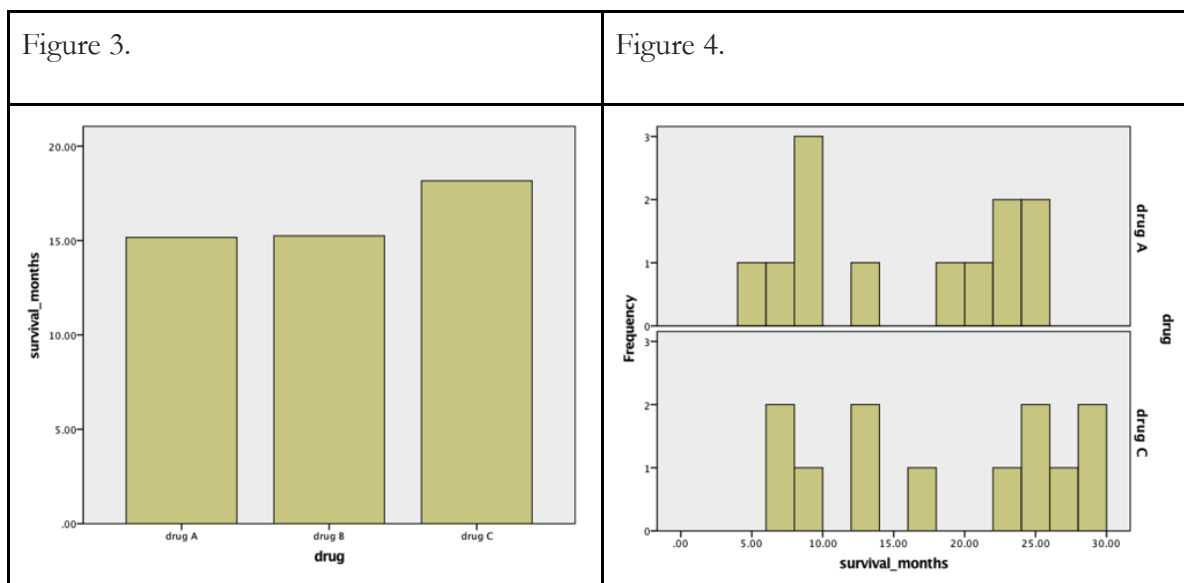 Figure 3.
Figure 4.
20.00
15.00
10.00
5.00
.00
survival_months
drug A
drug B
drug C
drug
3
2
1
0
drug A
3
2
1
0
drug C
Frequency
drug
.00
5.00
10.00
15.00
20.00
25.00
30.00
survival_months